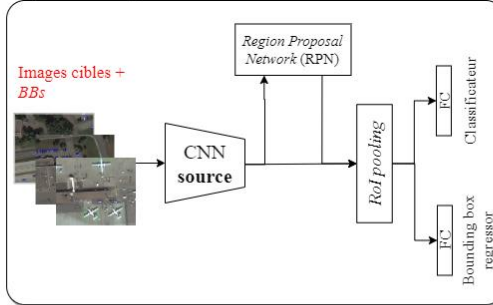 Region Proposal
Network (RPN)
Images cibles +
BBs
CNN
source
RoI pooling
FC
Classificateur
FC
Bounding box
regressor